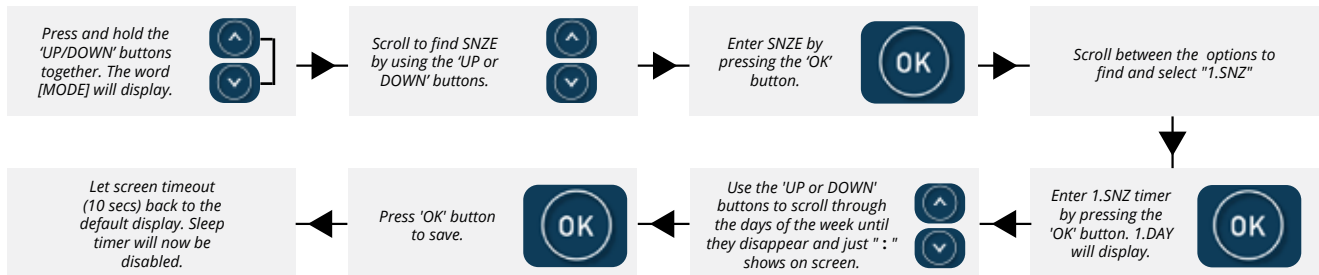 Press and hold the
‘UP/DOWN’ buttons
together. The word
[MODE] will display.
Scroll to find SNZE
by using the ‘UP or
DOWN’ buttons.
Enter SNZE by
pressing the ‘OK’
button.
OK
Scroll between the options to
find and select "1.SNZ"
Enter 1.SNZ timer
by pressing the
'OK' button. 1.DAY
will display.
OK
Use the 'UP or DOWN'
buttons to scroll through
the days of the week until
they disappear and just " : "
shows on screen.
Press 'OK' button
to save.
OK
Let screen timeout
(10 secs) back to the
default display. Sleep
timer will now be
disabled.